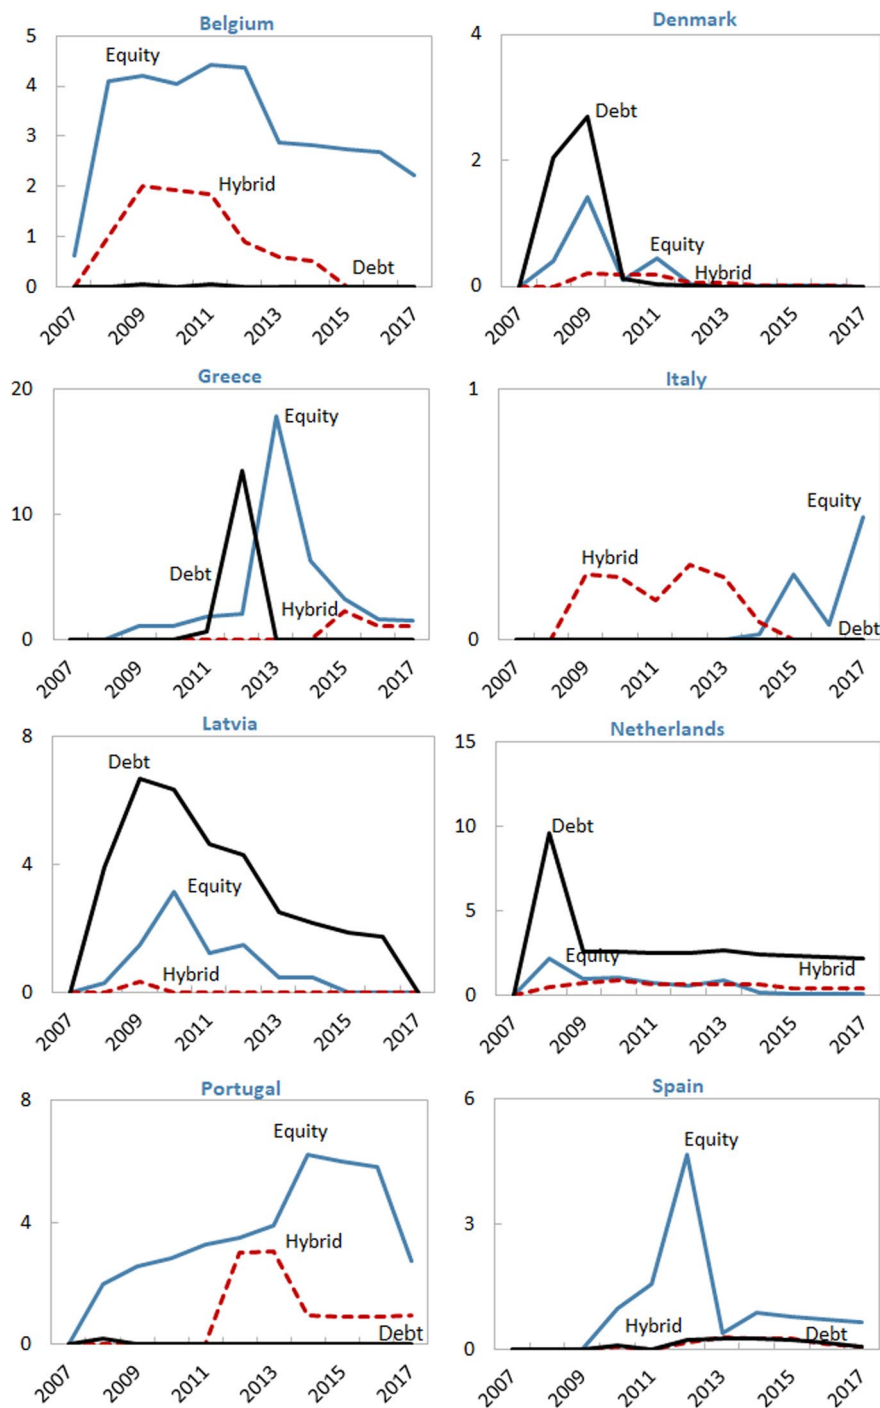 Belgium
5
4
3
2
1
0
Equity
Hybrid
Debt
2007
2009
2011
2013
2015
2017
Denmark
4
2
0
Debt
Equity
Hybrid
2007
2009
2011
2013
2015
2017
Greece
20
10
0
Equity
Debt
Hybrid
2007
2009
2011
2013
2015
2017
Italy
1
0
Equity
Hybrid
Debt
2007
2009
2011
2013
2015
2017
Latvia
8
4
0
Debt
Equity
Hybrid
2007
2009
2011
2013
2015
2017
Netherlands
15
10
5
0
Debt
Equity
Hybrid
2007
2009
2011
2013
2015
2017
Portugal
8
4
0
Equity
Hybrid
Debt
2007
2009
2011
2013
2015
2017
Spain
6
3
0
Equity
Hybrid
Debt
2007
2009
2011
2013
2015
2017